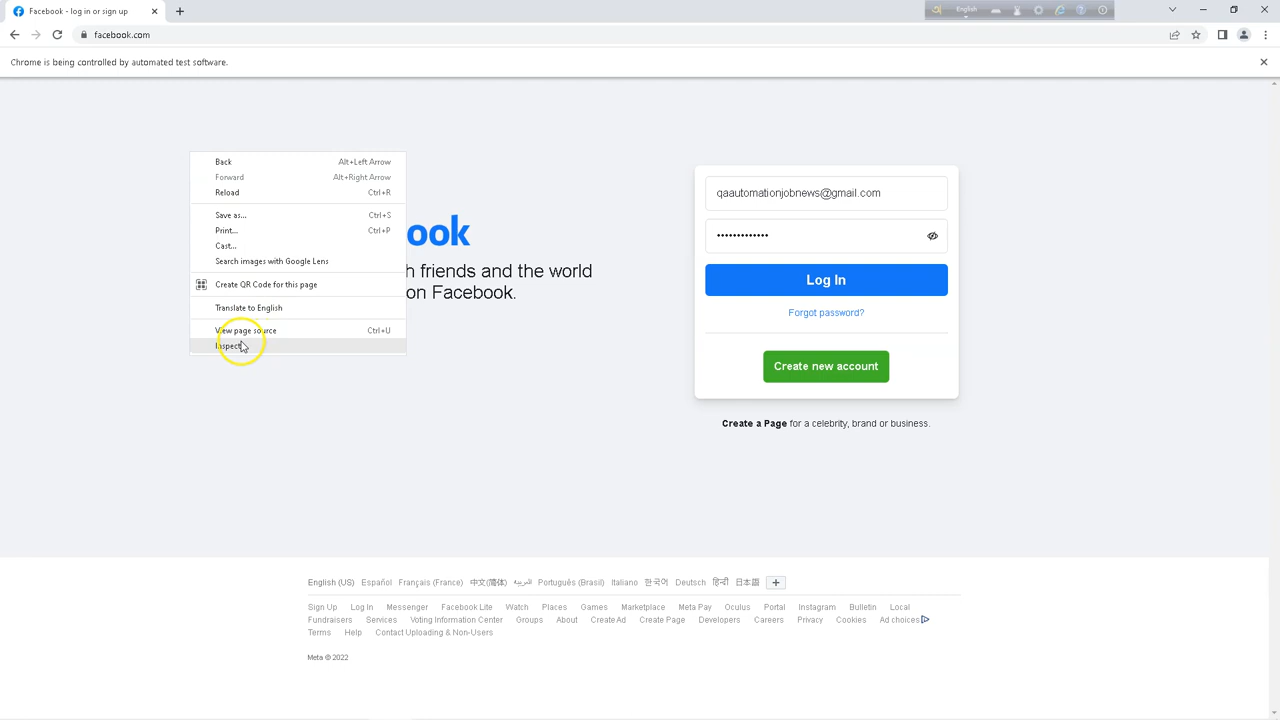 Facebook - log in or sign up
English
facebook.com
Chrome is being controlled by automated test software.
Back Alt+Left Arrow
Forward Alt+Right Arrow
Reload Ctrl+R
Save as... Ctrl+S
Print... Ctrl+P
Cast...
Search images with Google Lens
Create QR Code for this page
Translate to English
View page source Ctrl+U
Inspect
ook
h friends and the world
on Facebook.
qaautomationjobnews@gmail.com
•••••••••••••
Log In
Forgot password?
Create new account
Create a Page for a celebrity, brand or business.
English (US) Español Français (France) 中文(简体) العربية Português (Brasil) Italiano 한국어 Deutsch हिन्दी 日本語 +
Sign Up Log In Messenger Facebook Lite Watch Places Games Marketplace Meta Pay Oculus Portal Instagram Bulletin Local
Fundraisers Services Voting Information Center Groups About Create Ad Create Page Developers Careers Privacy Cookies Ad choices
Terms Help Contact Uploading & Non-Users
Meta © 2022